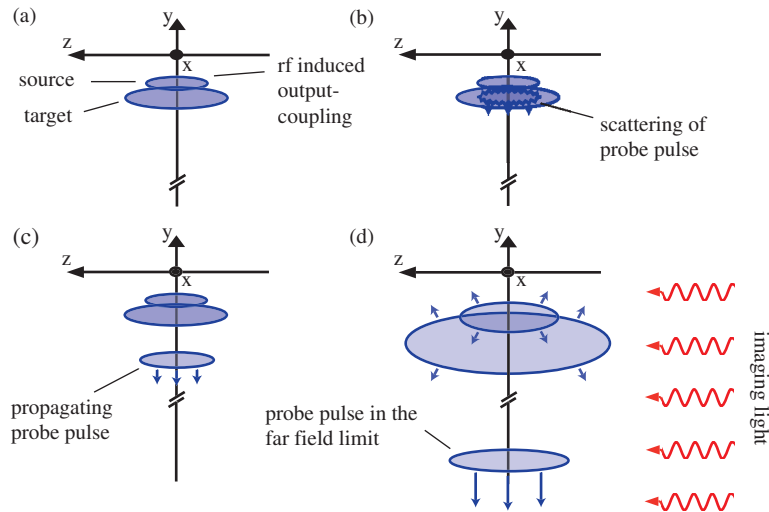 (a)
y
z
x
source
target
rf induced
output-
coupling
(b)
y
z
x
scattering of
probe pulse
(c)
y
z
x
propagating
probe pulse
(d)
y
z
x
probe pulse in the
far field limit
imaging light